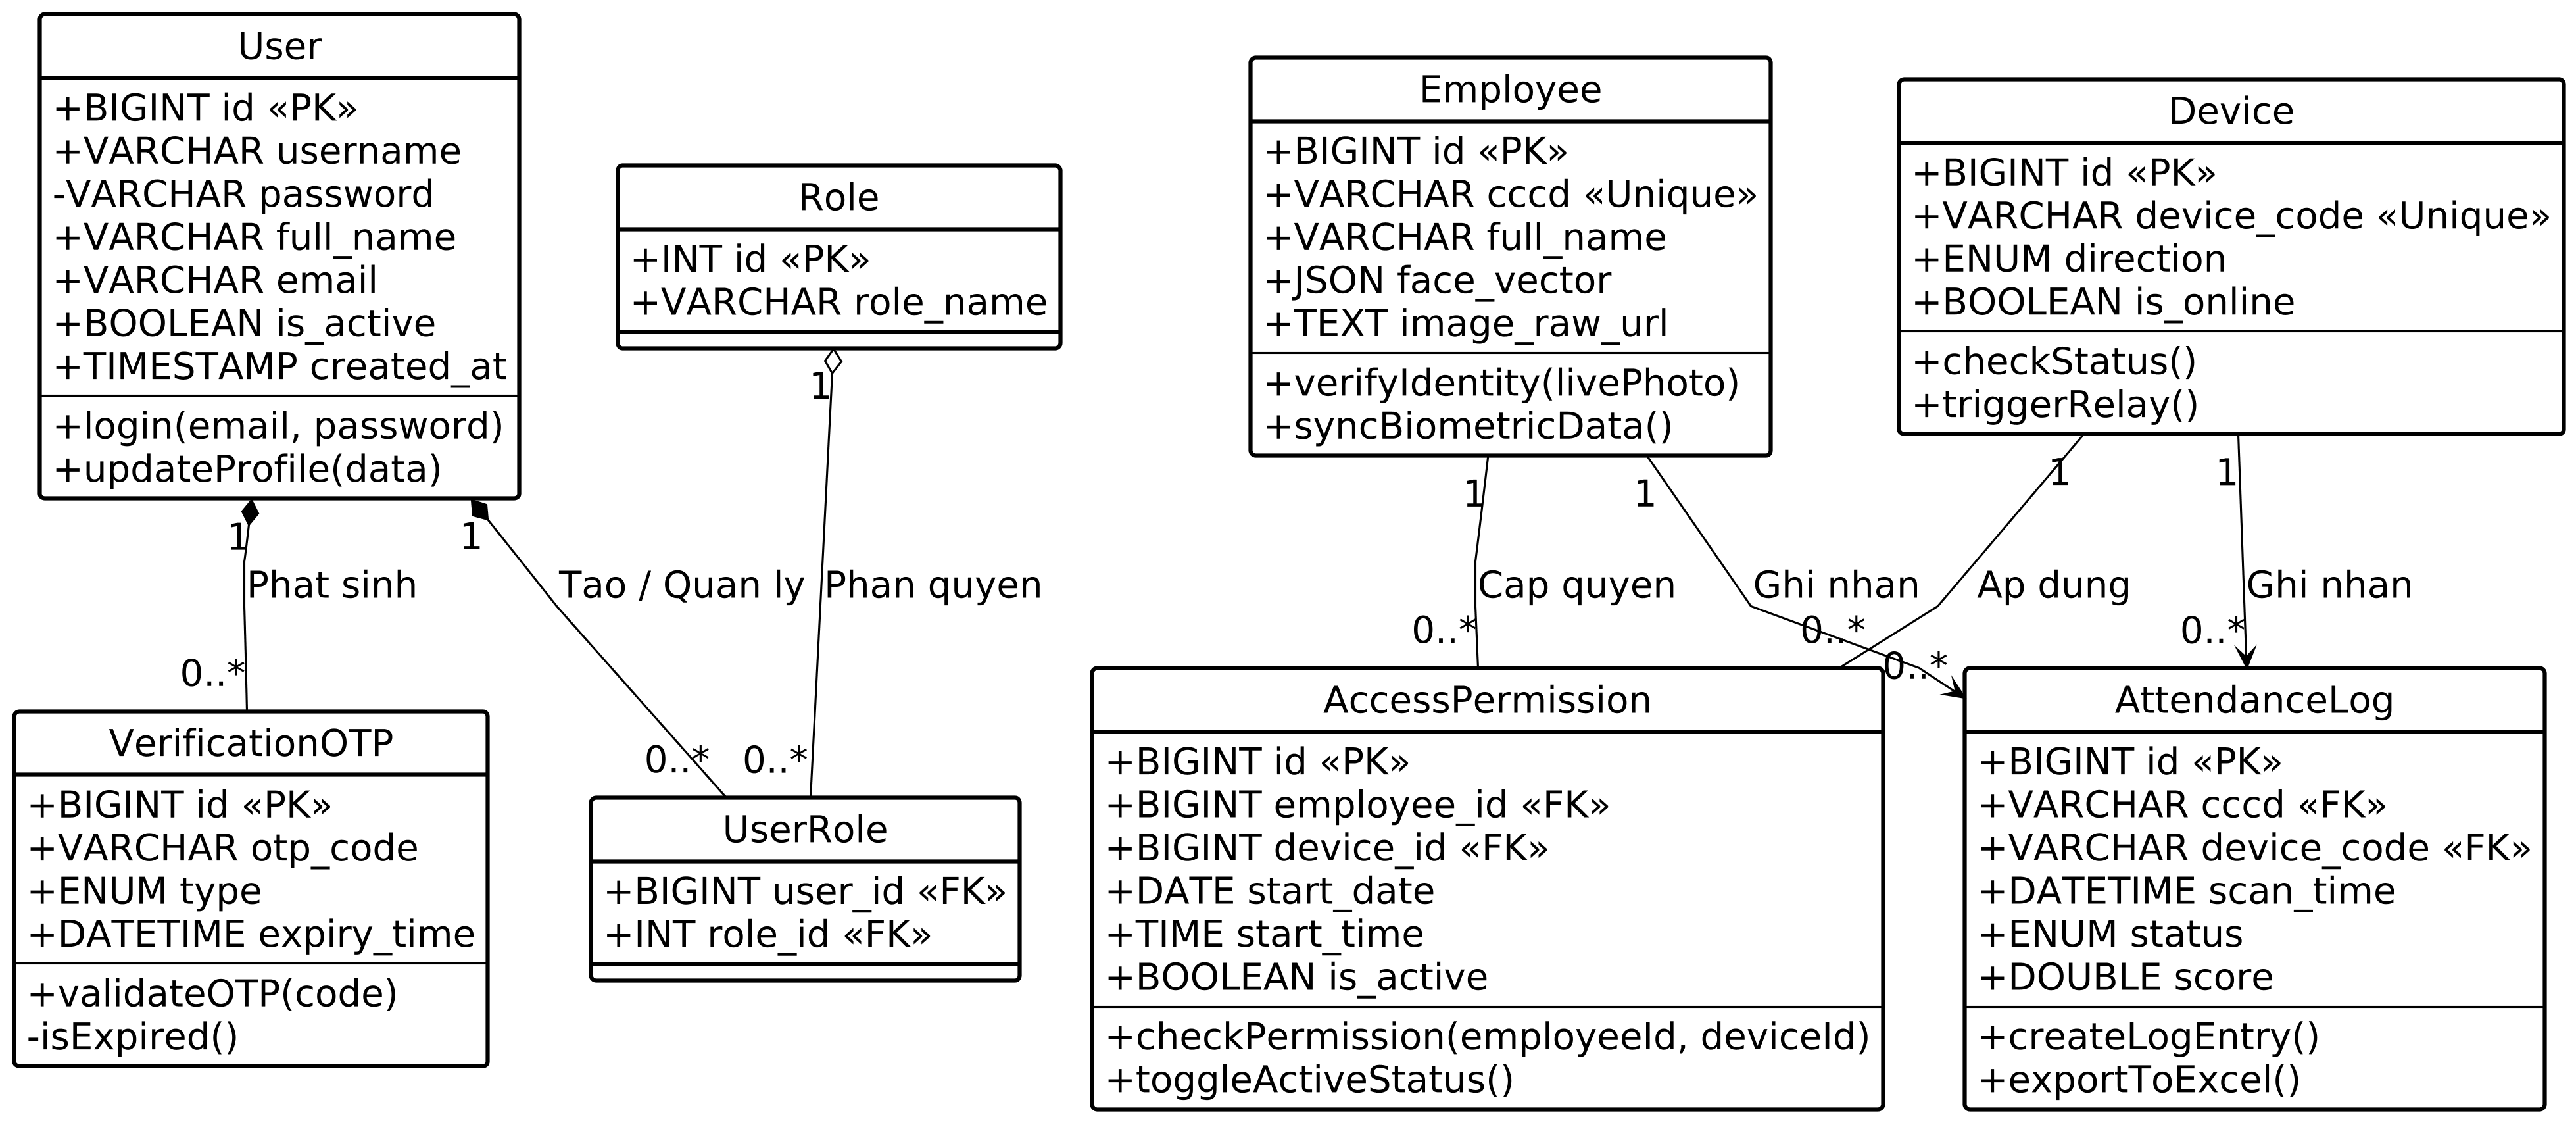 User
+BIGINT id «PK»
+VARCHAR username
-VARCHAR password
+VARCHAR full_name
+VARCHAR email
+BOOLEAN is_active
+TIMESTAMP created_at
+login(email, password)
+updateProfile(data)
Role
+INT id «PK»
+VARCHAR role_name
Employee
+BIGINT id «PK»
+VARCHAR cccd «Unique»
+VARCHAR full_name
+JSON face_vector
+TEXT image_raw_url
+verifyIdentity(livePhoto)
+syncBiometricData()
Device
+BIGINT id «PK»
+VARCHAR device_code «Unique»
+ENUM direction
+BOOLEAN is_online
+checkStatus()
+triggerRelay()
1
Phat sinh
0..*
1
Tao / Quan ly
0..*
1
Phan quyen
0..*
1
Cap quyen
0..*
1
Ghi nhan
0..*
1
Ap dung
0..*
1
Ghi nhan
0..*
VerificationOTP
+BIGINT id «PK»
+VARCHAR otp_code
+ENUM type
+DATETIME expiry_time
+validateOTP(code)
-isExpired()
UserRole
+BIGINT user_id «FK»
+INT role_id «FK»
AccessPermission
+BIGINT id «PK»
+BIGINT employee_id «FK»
+BIGINT device_id «FK»
+DATE start_date
+TIME start_time
+BOOLEAN is_active
+checkPermission(employeeId, deviceId)
+toggleActiveStatus()
AttendanceLog
+BIGINT id «PK»
+VARCHAR cccd «FK»
+VARCHAR device_code «FK»
+DATETIME scan_time
+ENUM status
+DOUBLE score
+createLogEntry()
+exportToExcel()